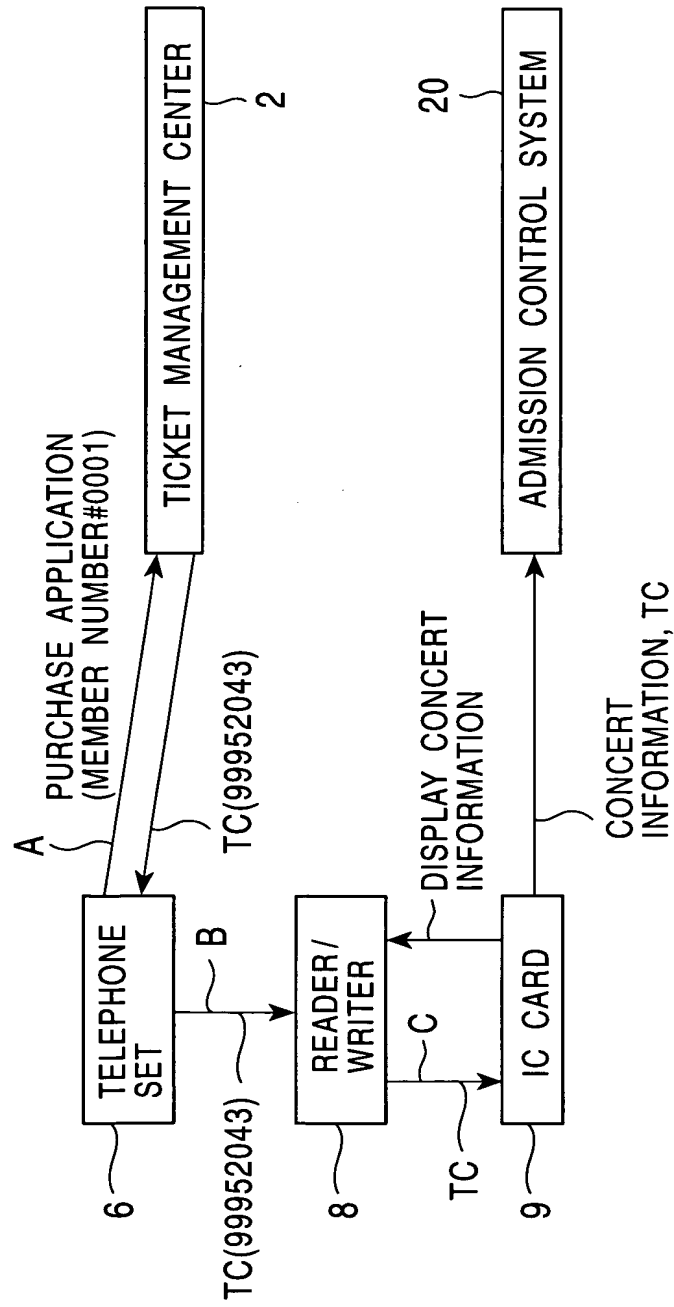 PURCHASE APPLICATION
(MEMBER NUMBER#0001)
A
TELEPHONE
SET
6
TICKET MANAGEMENT CENTER
2
TC(99952043)
B
TC(99952043)
READER/
WRITER
8
DISPLAY CONCERT
INFORMATION
C
TC
IC CARD
9
CONCERT
INFORMATION, TC
ADMISSION CONTROL SYSTEM
20